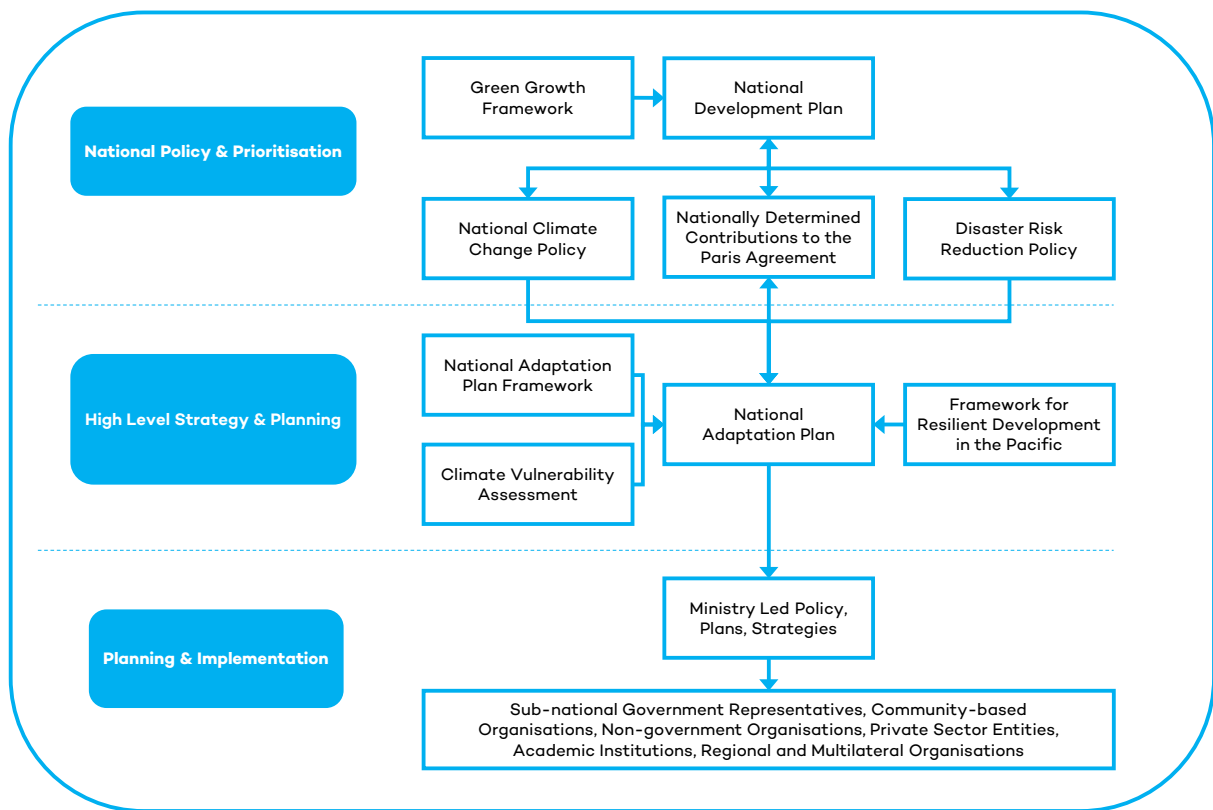 Green Growth
Framework
National
Development Plan
National Policy & Prioritisation
National Climate
Change Policy
Nationally Determined
Contributions to the
Paris Agreement
Disaster Risk
Reduction Policy
National Adaptation
Plan Framework
High Level Strategy & Planning
National
Adaptation Plan
Framework for
Resilient Development
in the Pacific
Climate Vulnerability
Assessment
Ministry Led Policy,
Plans, Strategies
Planning & Implementation
Sub-national Government Representatives, Community-based
Organisations, Non-government Organisations, Private Sector Entities,
Academic Institutions, Regional and Multilateral Organisations